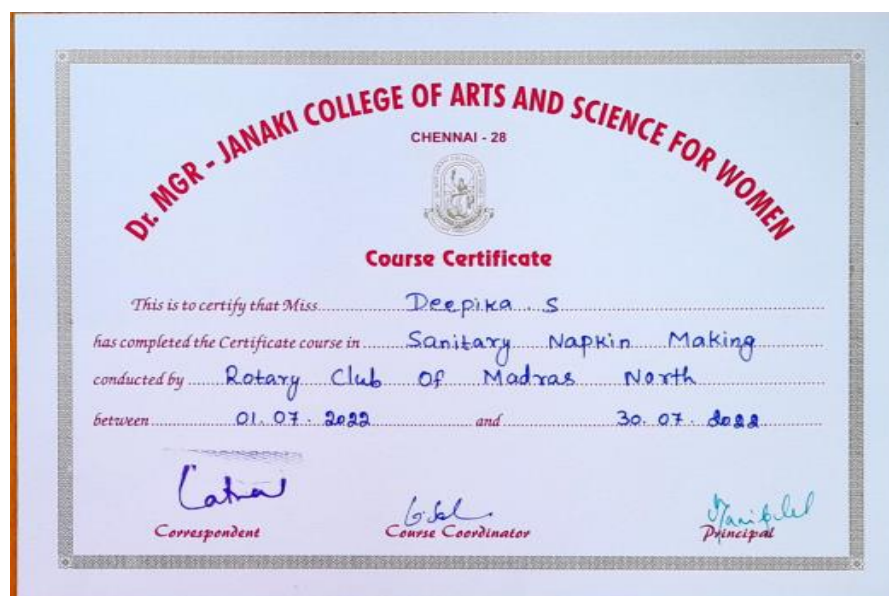 Dr. MGR - JANAKI COLLEGE OF ARTS AND SCIENCE FOR WOMEN
CHENNAI - 28
Course Certificate
This is to certify that Miss Deepika . S
has completed the Certificate course in Sanitary Napkin Making
conducted by Rotary Club Of Madras North
between 01.07.2022 and 30.07.2022
Correspondent Course Coordinator Principal